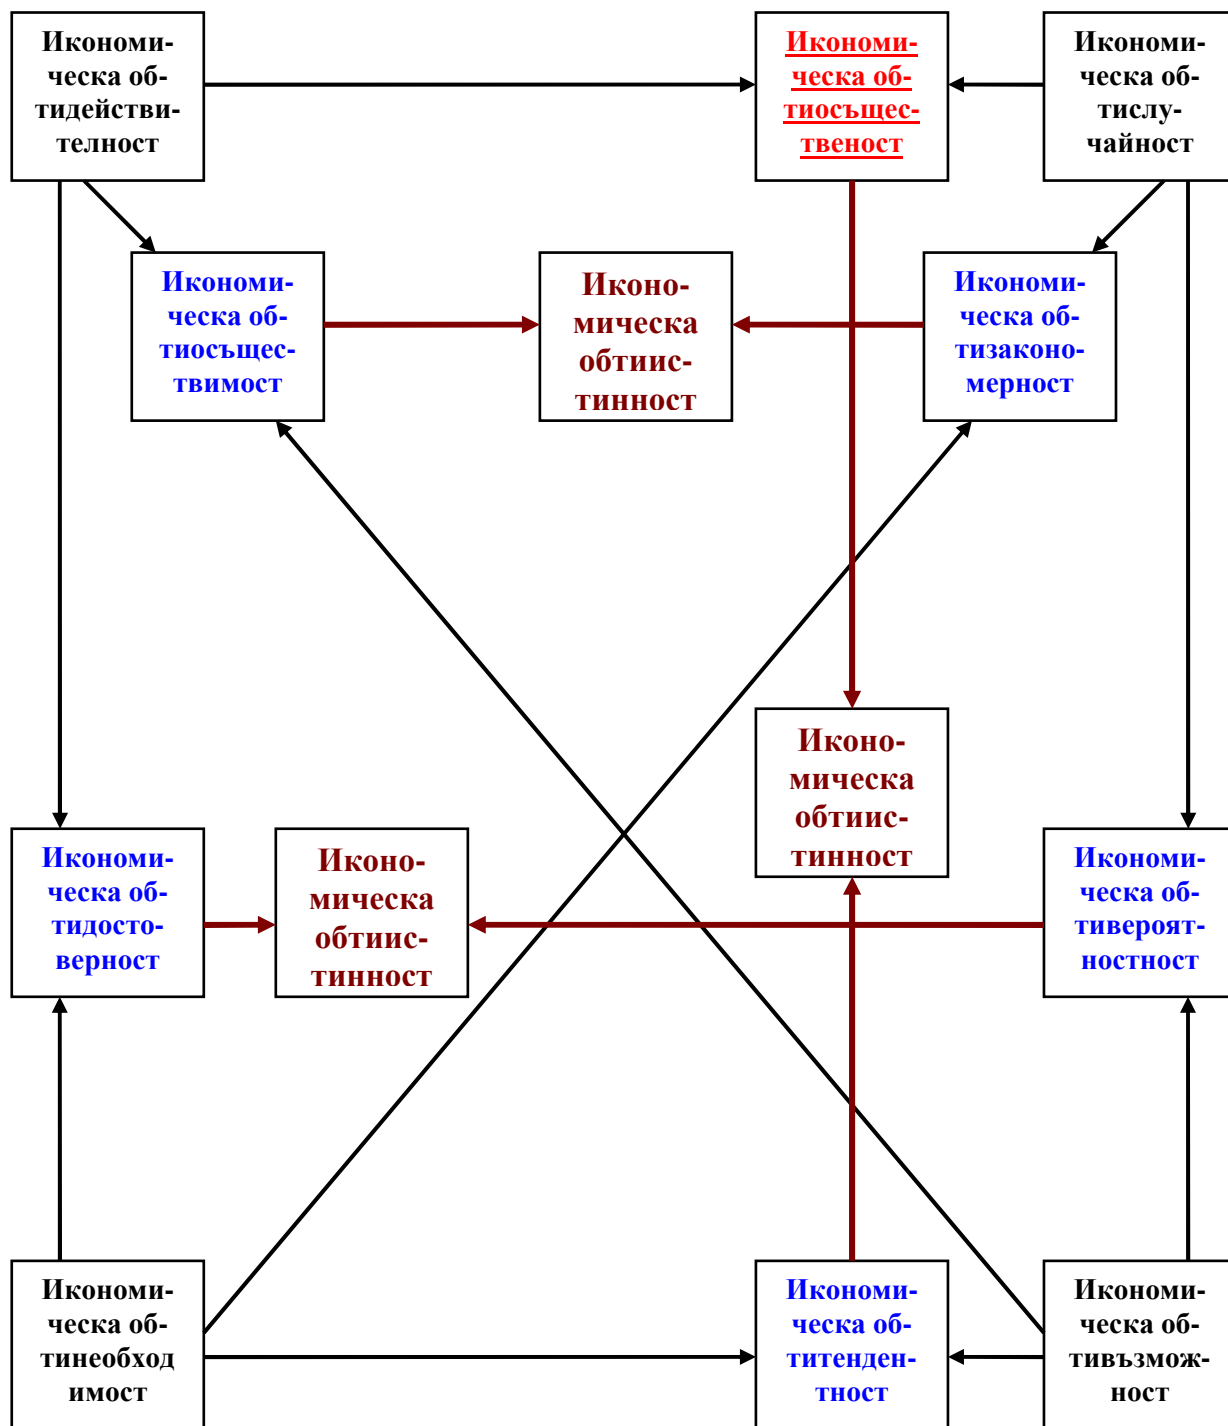 Икономи-
ческа об-
тидействи-
телност
Икономи-
ческа об-
тиосъщес-
твеност
Икономи-
ческа об-
тислу-
чайност
Икономи-
ческа об-
тиосъщес-
твимост
Иконо-
мическа
обтиис-
тинност
Икономи-
ческа об-
тизаконо-
мерност
Иконо-
мическа
обтиис-
тинност
Икономи-
ческа об-
тидосто-
верност
Иконо-
мическа
обтиис-
тинност
Икономи-
ческа об-
тивероят-
ностност
Икономи-
ческа об-
тинеобход
имост
Икономи-
ческа об-
титенден-
тност
Икономи-
ческа об-
тивъзмож-
ност